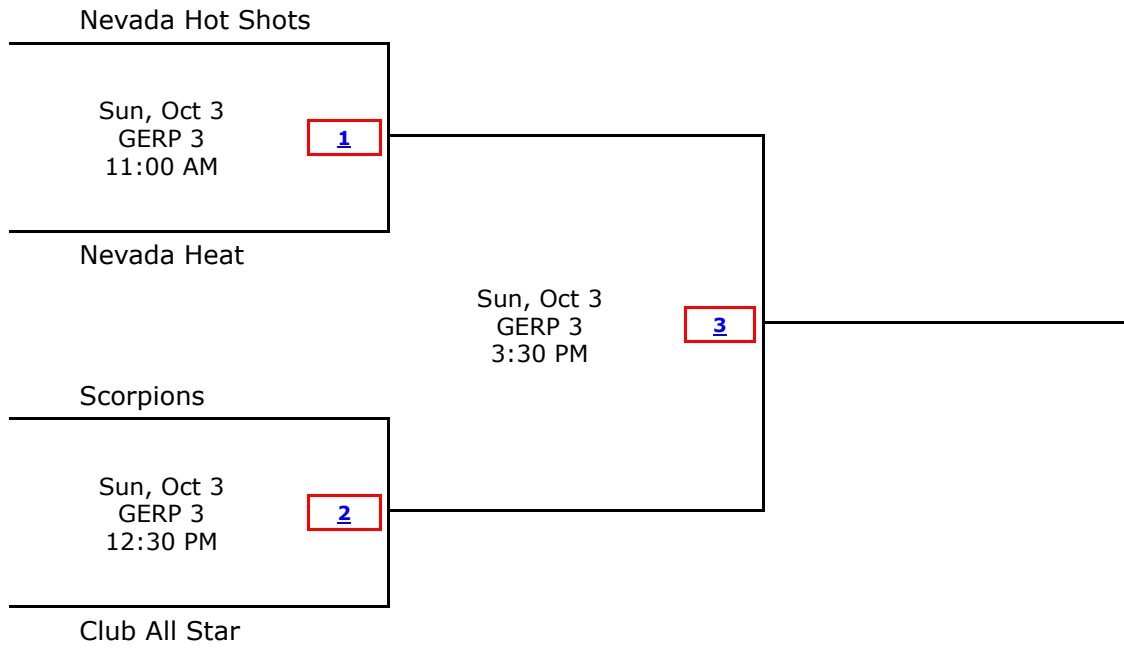 Nevada Hot Shots
Sun, Oct 3
GERP 3
11:00 AM
1
Nevada Heat
Sun, Oct 3
GERP 3
3:30 PM
3
Scorpions
Sun, Oct 3
GERP 3
12:30 PM
2
Club All Star